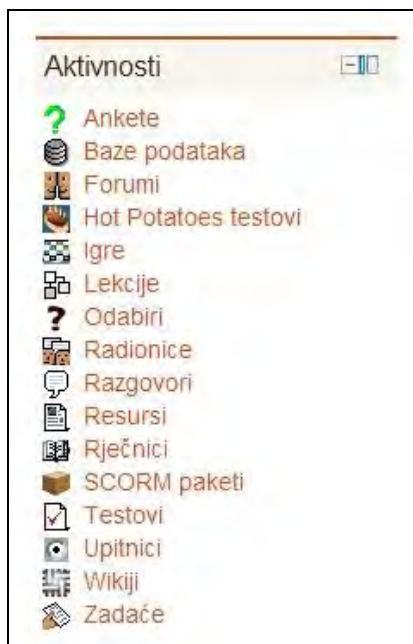 Aktivnosti
Ankete
Baze podataka
Forumi
Hot Potatoes testovi
Igre
Lekcije
Odabiri
Radionice
Razgovori
Resursi
Rječnici
SCORM paketi
Testovi
Upitnici
Wikiji
Zadaće